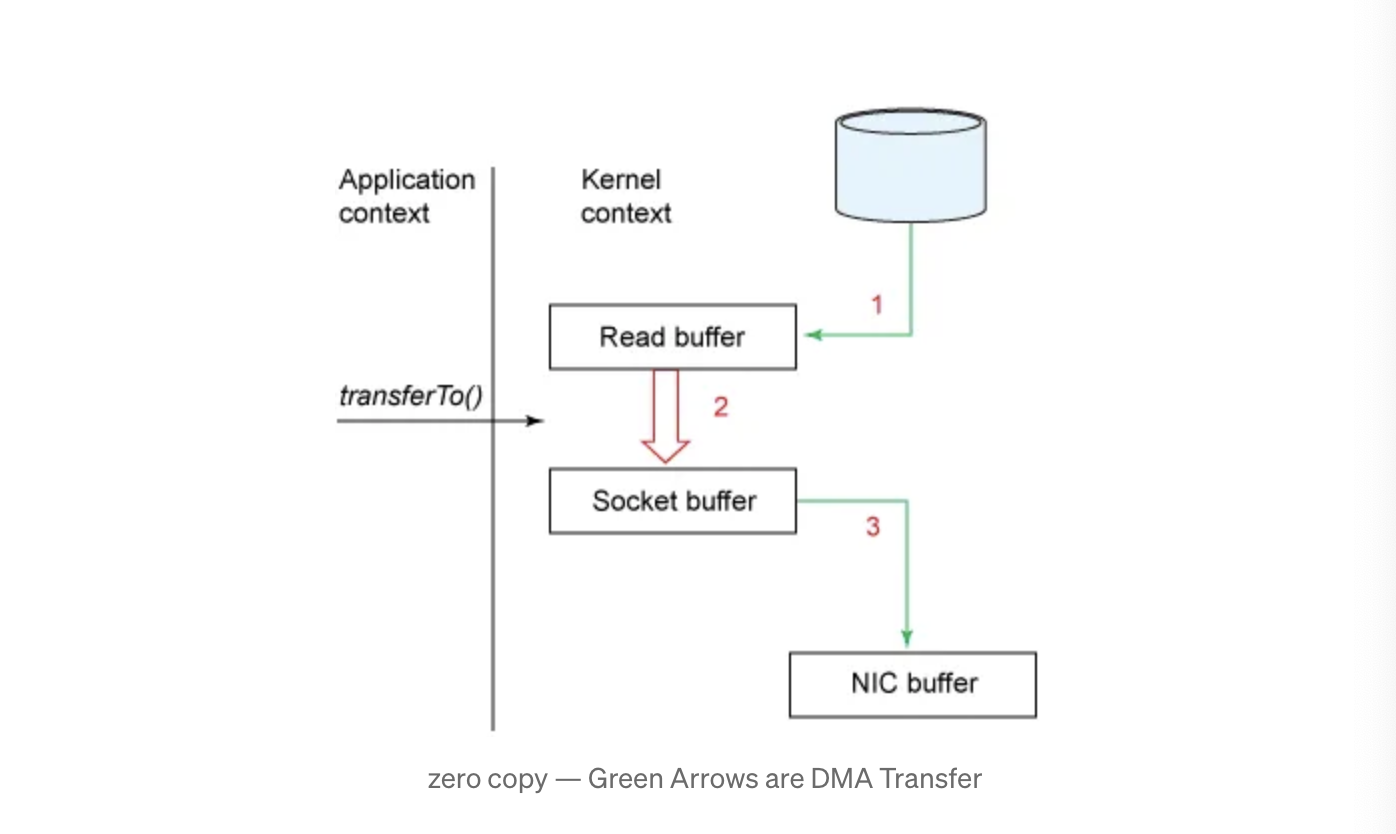 Application
context
Kernel
context
1
Read buffer
transferTo()
2
Socket buffer
3
NIC buffer
zero copy — Green Arrows are DMA Transfer